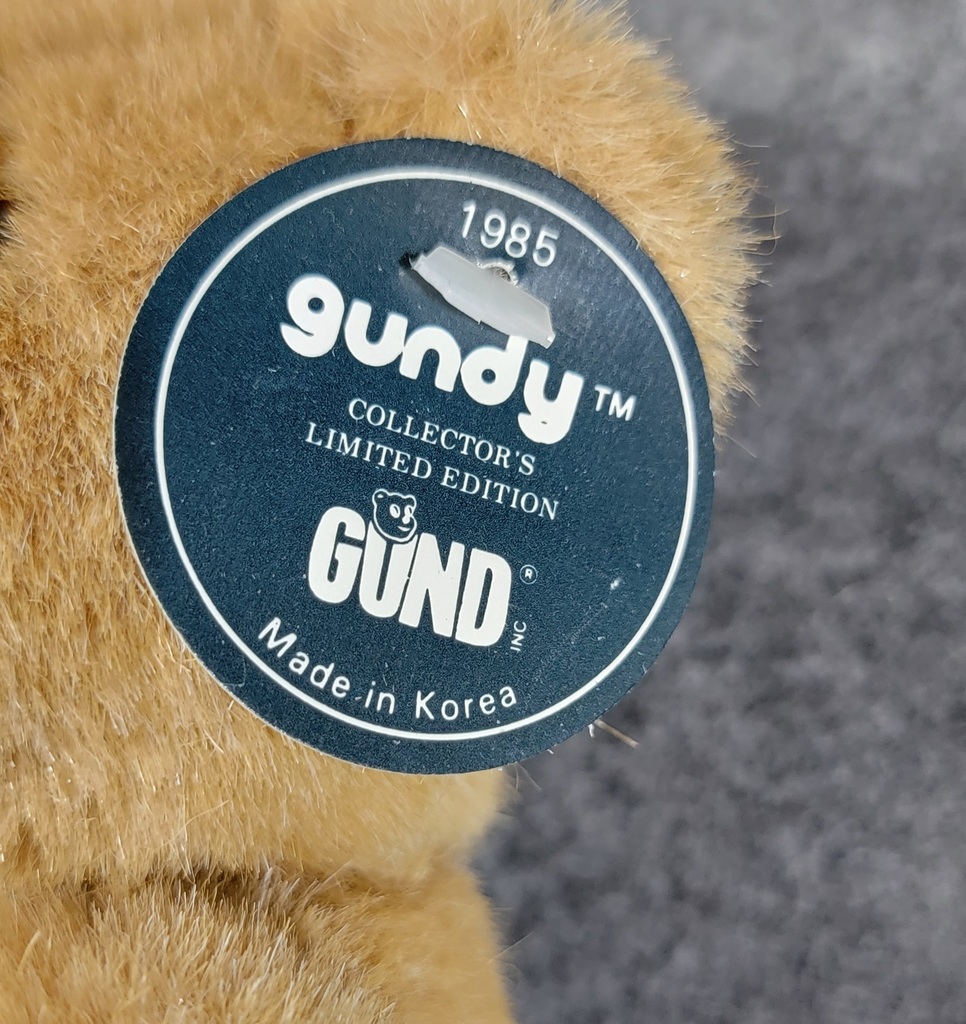 1985
gundy™
COLLECTOR'S
LIMITED EDITION
GUND®
INC
Made in Korea